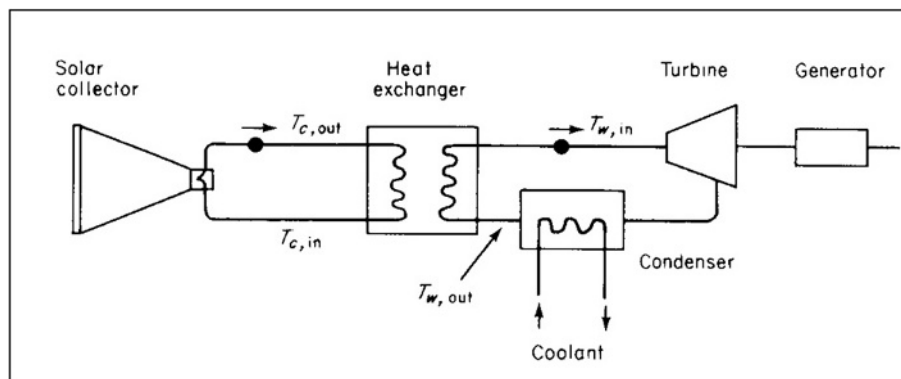 Solar
collector
Heat
exchanger
Turbine
Generator
T_c, out
T_w, in
T_c, in
T_w, out
Condenser
Coolant